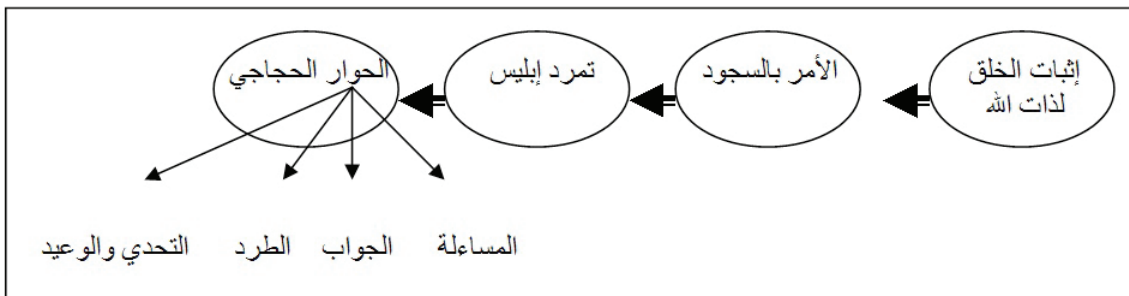 إثبات الخلق
لذات الله
الأمر بالسجود
تمرد إبليس
الحوار الحجاجي
المساءلة
الجواب
الطرد
التحدي والوعيد